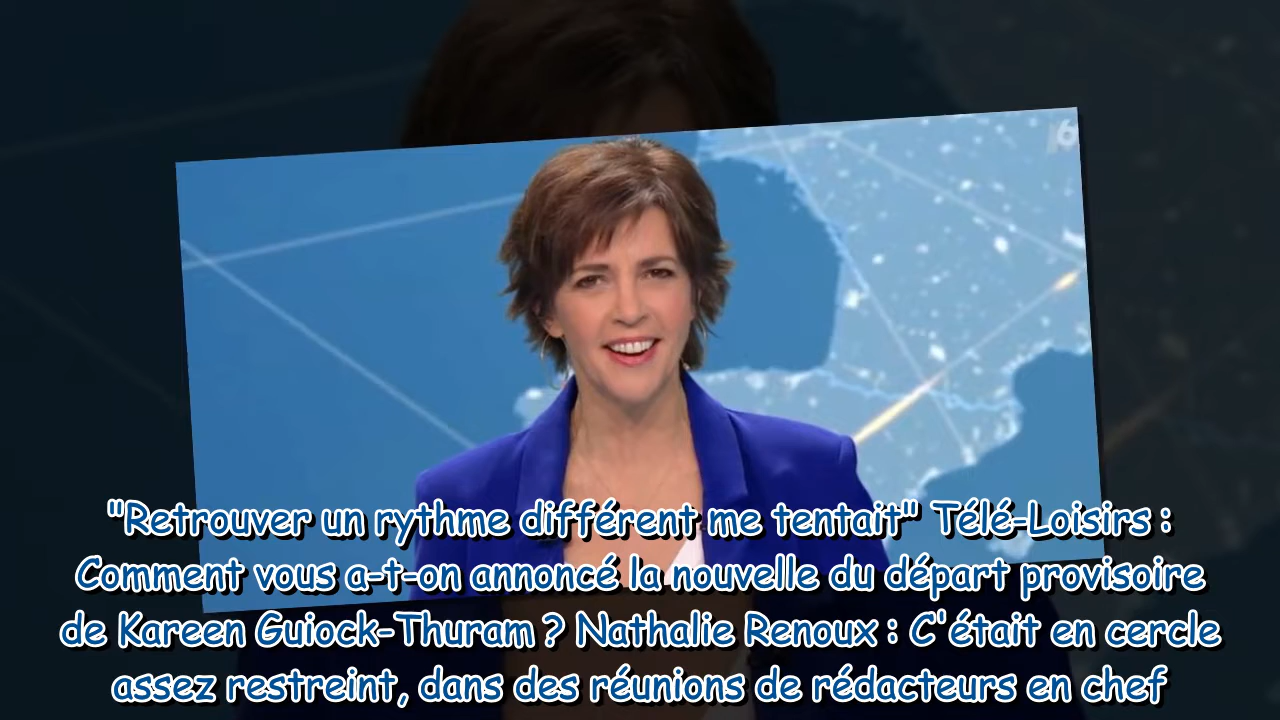 6
"Retrouver un rythme différent me tentait" Télé-Loisirs :
Comment vous a-t-on annoncé la nouvelle du départ provisoire
de Kareen Guiock-Thuram ? Nathalie Renoux : C'était en cercle
assez restreint, dans des réunions de rédacteurs en chef